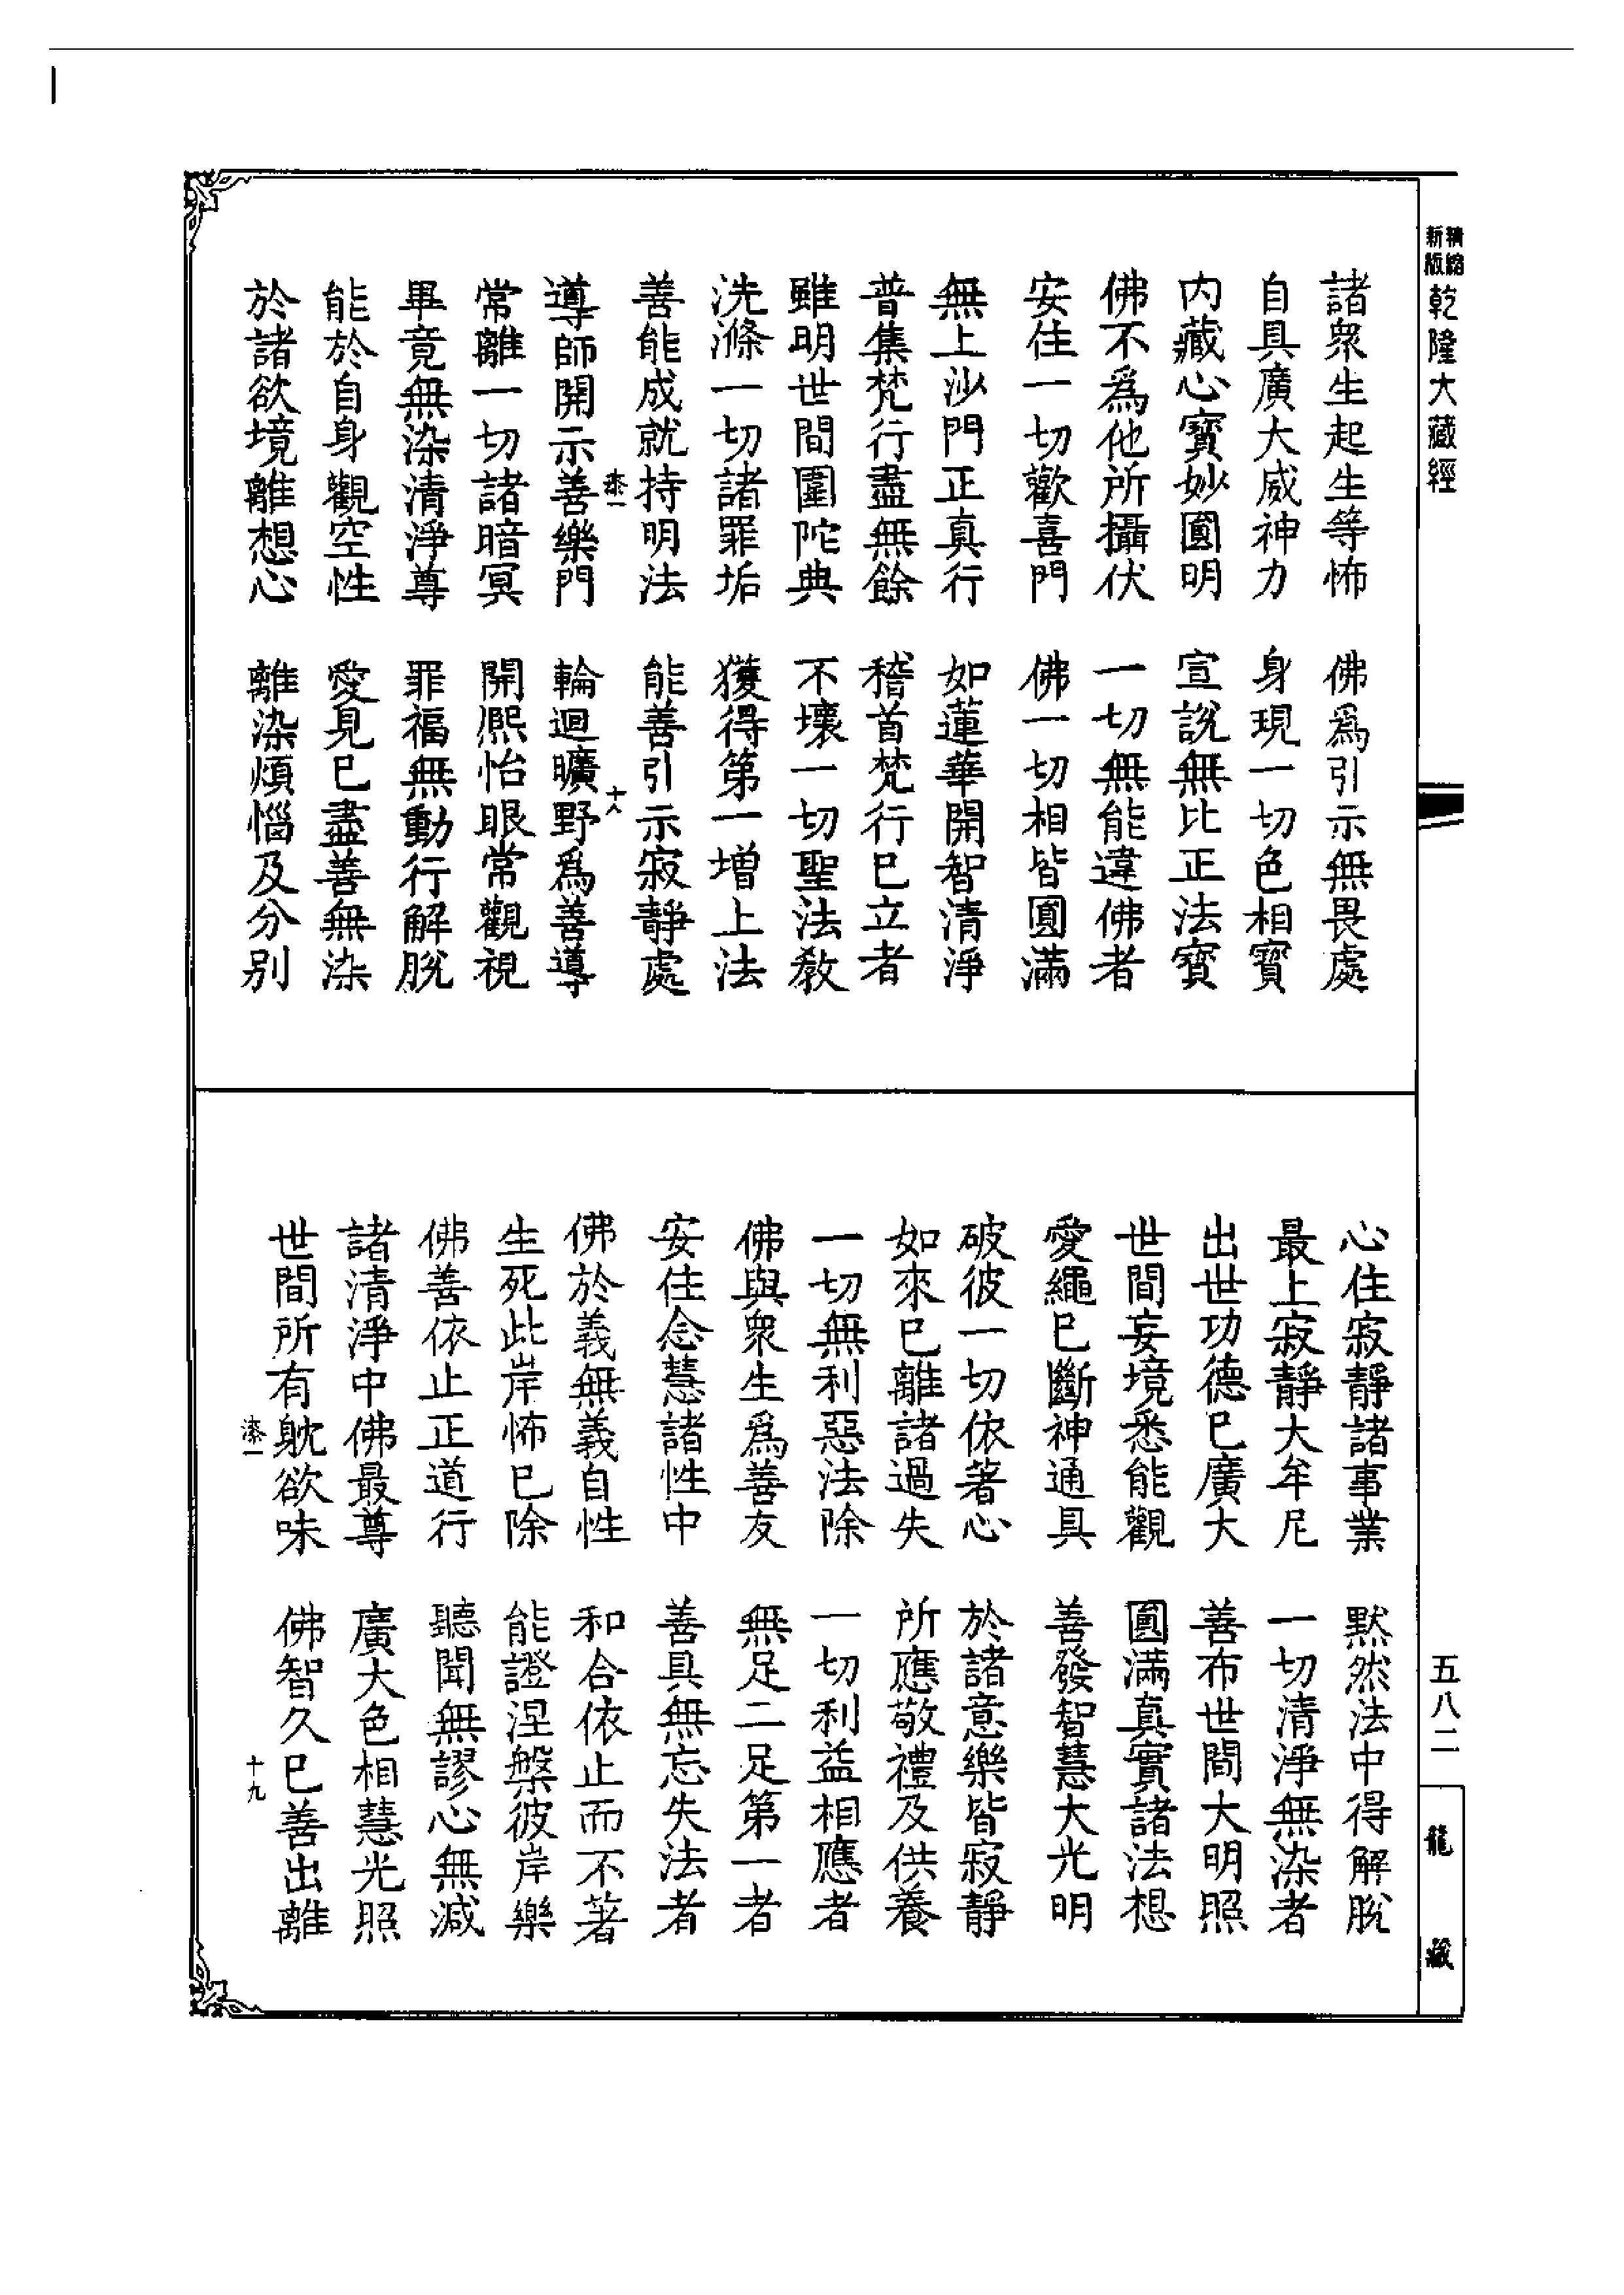 精縮新版乾隆大藏經
諸衆生起生等怖　佛爲引示無畏處
自具廣大威神力　身現一切色相寶
内藏心寶妙圓明　宣説無比正法寶
佛不爲他所攝伏　一切無能違佛者
安住一切歡喜門　佛一切相皆圓滿
無上沙門正真行　如蓮華開智清淨
普集梵行盡無餘　稽首梵行已立者
雖明世間圍陀典　不壞一切聖法教
洗滌一切諸罪垢　獲得第一增上法
善能成就持明法　能善引示寂靜處
漆一　十八
導師開示善樂門　輪迴曠野爲善導
常離一切諸暗冥　開熈怡眼常觀視
畢竟無染清淨尊　罪福無動行解脫
能於自身觀空性　愛見已盡善無染
於諸欲境離想心　離染煩惱及分別
心住寂靜諸事業　默然法中得解脫
最上寂靜大牟尼　一切清淨無染者
出世功德已廣大　善布世間大明照
世間妄境悉能觀　圓滿真實諸法想
愛繩已斷神通具　善發智慧大光明
破彼一切依著心　於諸意樂皆寂靜
如來已離諸過失　所應敬禮及供養
一切無利惡法除　一切利益相應者
佛與衆生爲善友　無足二足第一者
安住念慧諸性中　善具無忘失法者
佛於義無義自性　和合依止而不著
生死此岸怖已除　能證涅槃彼岸樂
佛善依止正道行　聽聞無謬心無減
諸清淨中佛最尊　廣大色相慧光照
世間所有躭欲味　佛智久已善出離
漆一　十九
五八二
龍藏